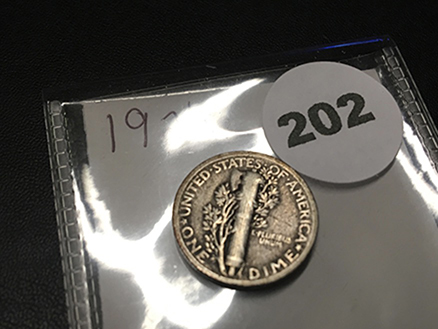 202
UNITED·STATES·OF·AMERICA
E·PLURIBUS
UNUM
ONE DIME